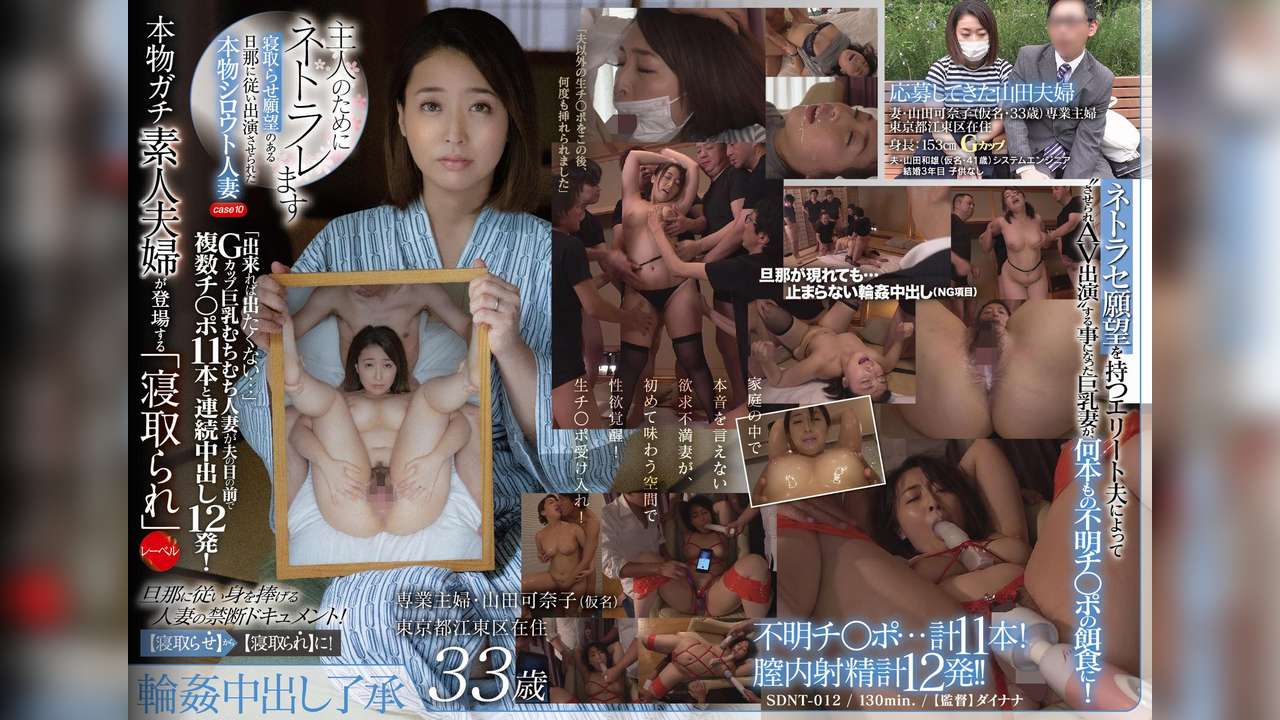 主人のために
ネトラレます
寝取らせ願望のある
旦那に従い出演させられた
本物シロウト人妻
case10
「出来れば出たくない…」
Gカップ巨乳むちむち人妻が夫の目の前で
複数チ〇ポ11本と連続中出し12発!
本物ガチ素人夫婦が登場する「寝取られ」
レーベル
旦那に従い身を捧げる
人妻の禁断ドキュメント!
【寝取らせ】から【寝取られ】に!
輪姦中出し了承
専業主婦・山田可奈子(仮名)
東京都江東区在住
33歳
「夫以外の生チ〇ポをこの後、
何度も挿れられました」
応募してきた山田夫婦
妻・山田可奈子(仮名・33歳)専業主婦
東京都江東区在住
身長:153㎝ Gカップ
夫・山田和雄(仮名・41歳)システムエンジニア
結婚3年目 子供なし
旦那が現れても…
止まらない輪姦中出し(NG項目)
ネトラセ願望を持つエリート夫によって
"させられAV出演"する事になった巨乳妻が
何本もの不明チ〇ポの餌食に!
家庭の中で
本音を言えない
欲求不満妻が、
初めて味わう空間で
性欲覚醒!
生チ〇ポ受け入れ!
不明チ〇ポ…計11本!
膣内射精計12発!!
SDNT-012 / 130min. / 【監督】ダイナナ